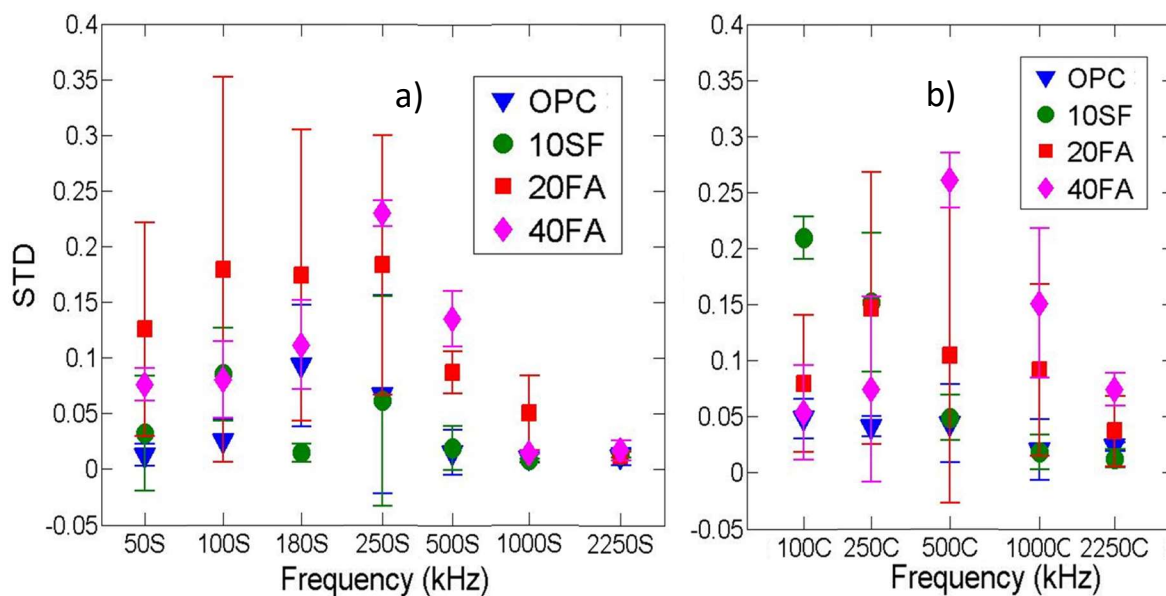 a)
OPC
10SF
20FA
40FA
0.4
0.35
0.3
0.25
0.2
0.15
0.1
0.05
0
-0.05
STD
50S 100S 180S 250S 500S 1000S 2250S
Frequency (kHz)
b)
OPC
10SF
20FA
40FA
0.4
0.35
0.3
0.25
0.2
0.15
0.1
0.05
0
-0.05
100C 250C 500C 1000C 2250C
Frequency (kHz)